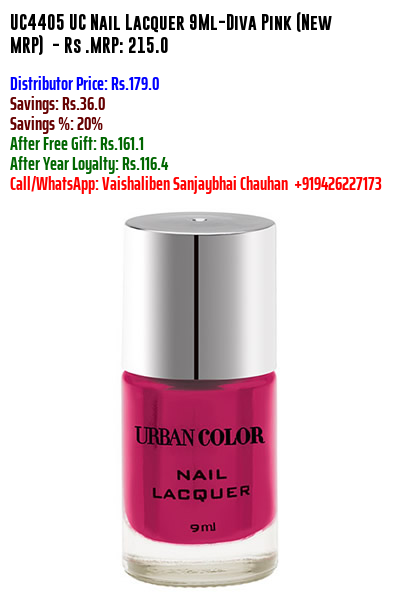 UC4405 UC Nail Lacquer 9Ml-Diva Pink (New
MRP) - Rs .MRP: 215.0
Distributor Price: Rs.179.0
Savings: Rs.36.0
Savings %: 20%
After Free Gift: Rs.161.1
After Year Loyalty: Rs.116.4
Call/WhatsApp: Vaishaliben Sanjaybhai Chauhan +919426227173
URBAN COLOR
NAIL
LACQUER
9ml